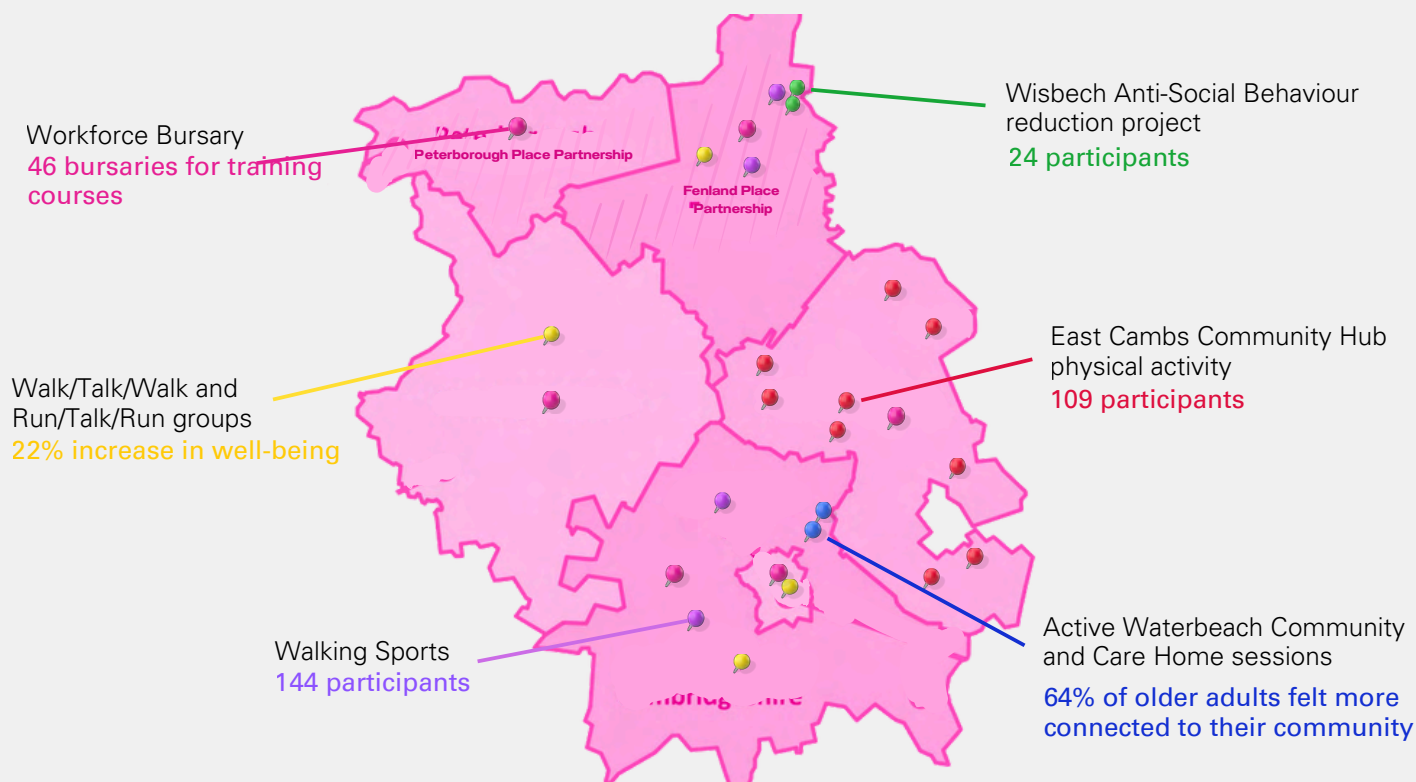 Workforce Bursary
46 bursaries for training
courses
Peterborough Place Partnership
Fenland Place
Partnership
Wisbech Anti-Social Behaviour
reduction project
24 participants
East Cambs Community Hub
physical activity
109 participants
Walk/Talk/Walk and
Run/Talk/Run groups
22% increase in well-being
Walking Sports
144 participants
Active Waterbeach Community
and Care Home sessions
64% of older adults felt more
connected to their community